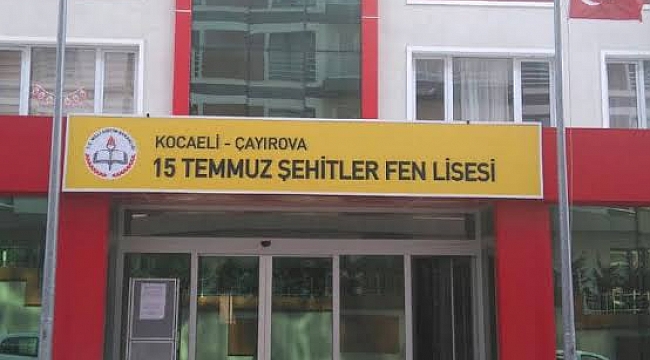 KOCAELİ - ÇAYIROVA
15 TEMMUZ ŞEHİTLER FEN LİSESİ